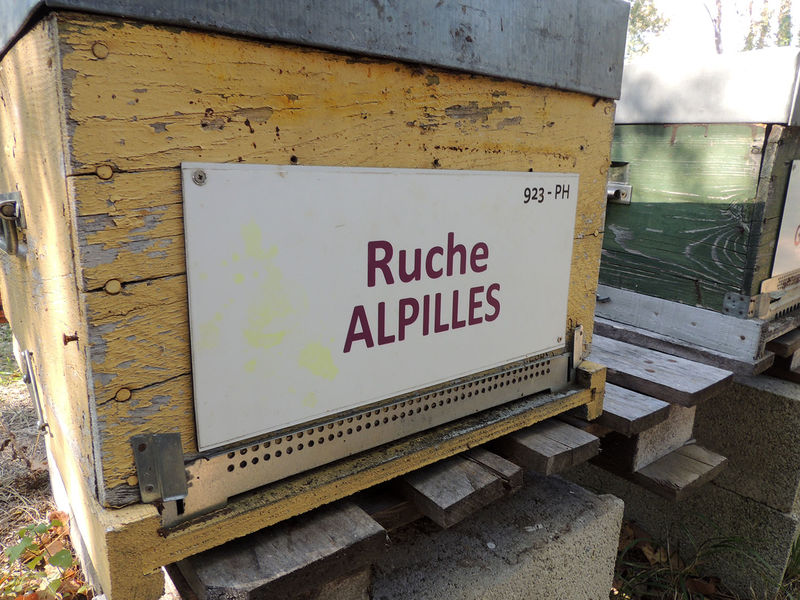 923 - PH
Ruche
ALPILLES